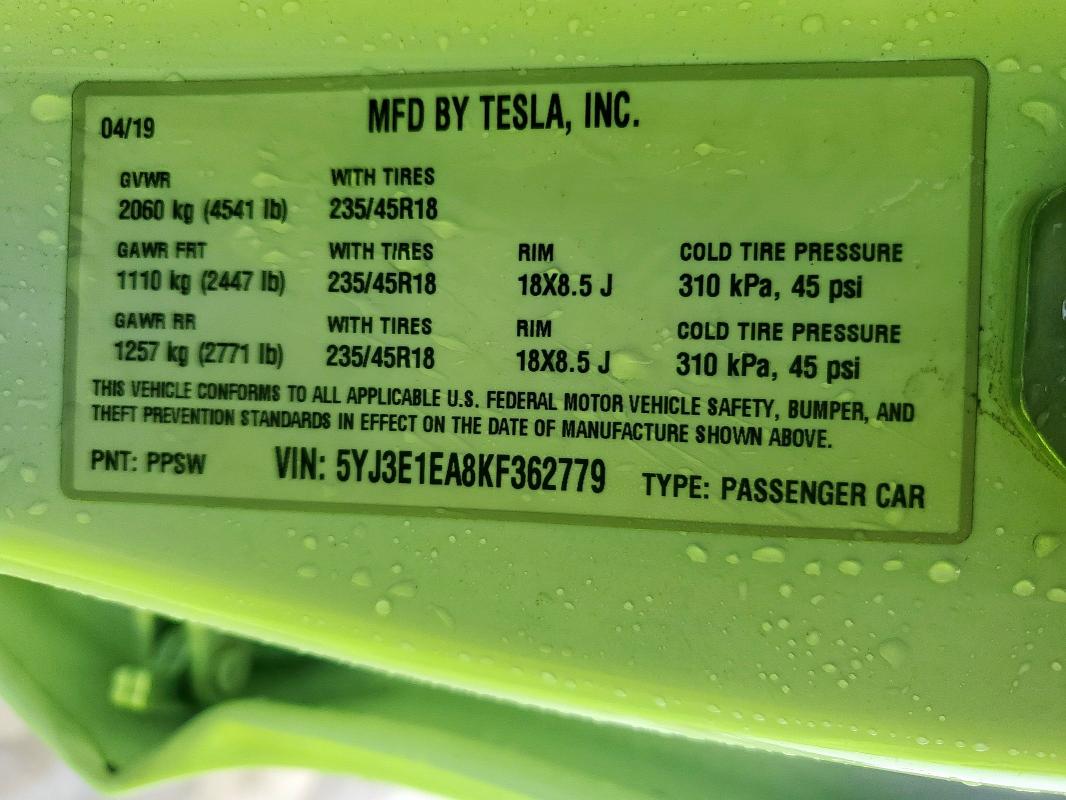 04/19 MFD BY TESLA, INC.
GVWR WITH TIRES
2060 kg (4541 lb) 235/45R18
GAWR FRT WITH TIRES RIM COLD TIRE PRESSURE
1110 kg (2447 lb) 235/45R18 18X8.5 J 310 kPa, 45 psi
GAWR RR WITH TIRES RIM COLD TIRE PRESSURE
1257 kg (2771 lb) 235/45R18 18X8.5 J 310 kPa, 45 psi
THIS VEHICLE CONFORMS TO ALL APPLICABLE U.S. FEDERAL MOTOR VEHICLE SAFETY, BUMPER, AND
THEFT PREVENTION STANDARDS IN EFFECT ON THE DATE OF MANUFACTURE SHOWN ABOVE.
PNT: PPSW VIN: 5YJ3E1EA8KF362779 TYPE: PASSENGER CAR